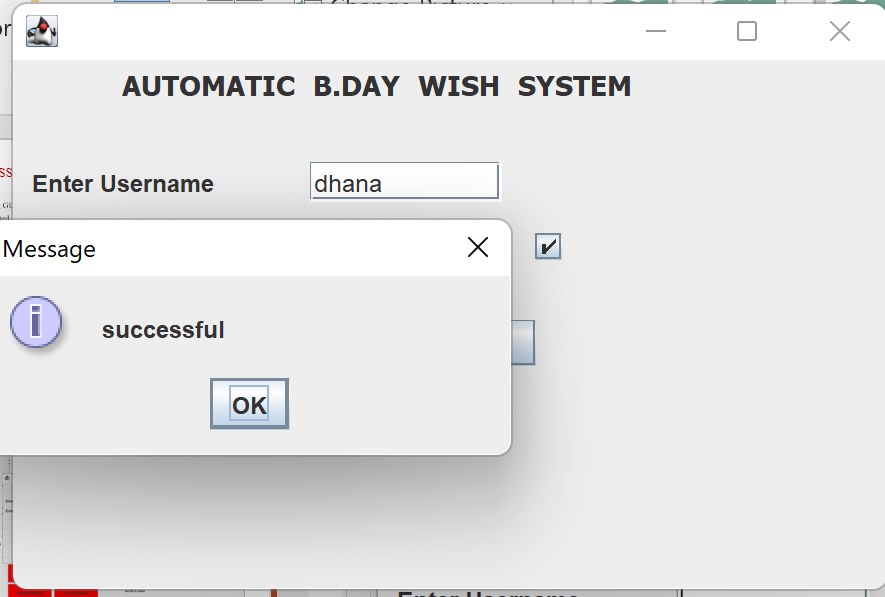 AUTOMATIC B.DAY WISH SYSTEM
Enter Username
dhana
Message
successful
OK
Enter Username